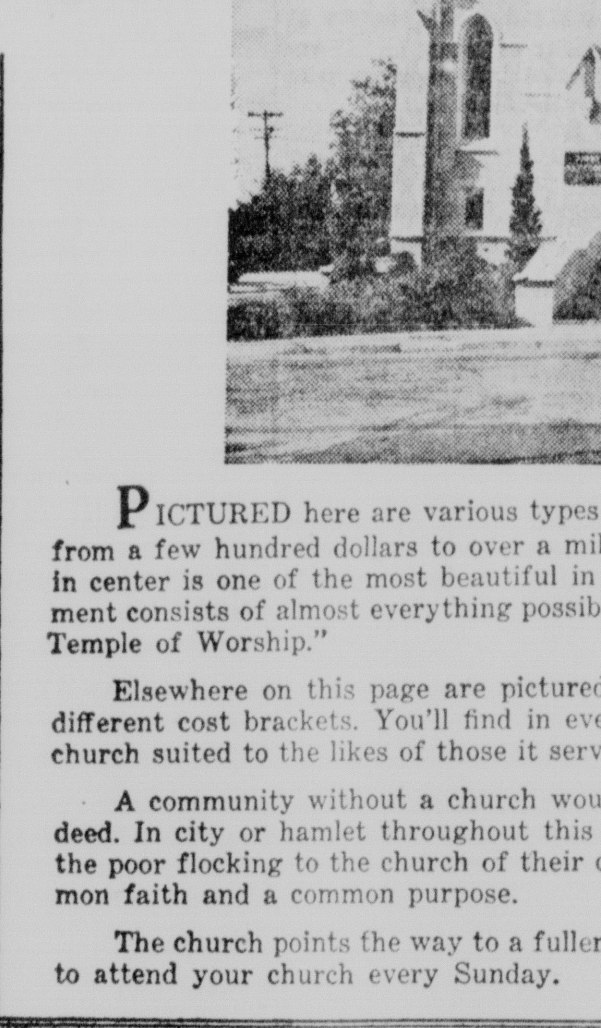 PICTURED here are various types
from a few hundred dollars to over a mil
in center is one of the most beautiful in
ment consists of almost everything possib
Temple of Worship."
Elsewhere on this page are pictured
different cost brackets. You'll find in eve
church suited to the likes of those it serv
A community without a church wou
deed. In city or hamlet throughout this
the poor flocking to the church of their
mon faith and a common purpose.
The church points the way to a fuller
to attend your church every Sunday.